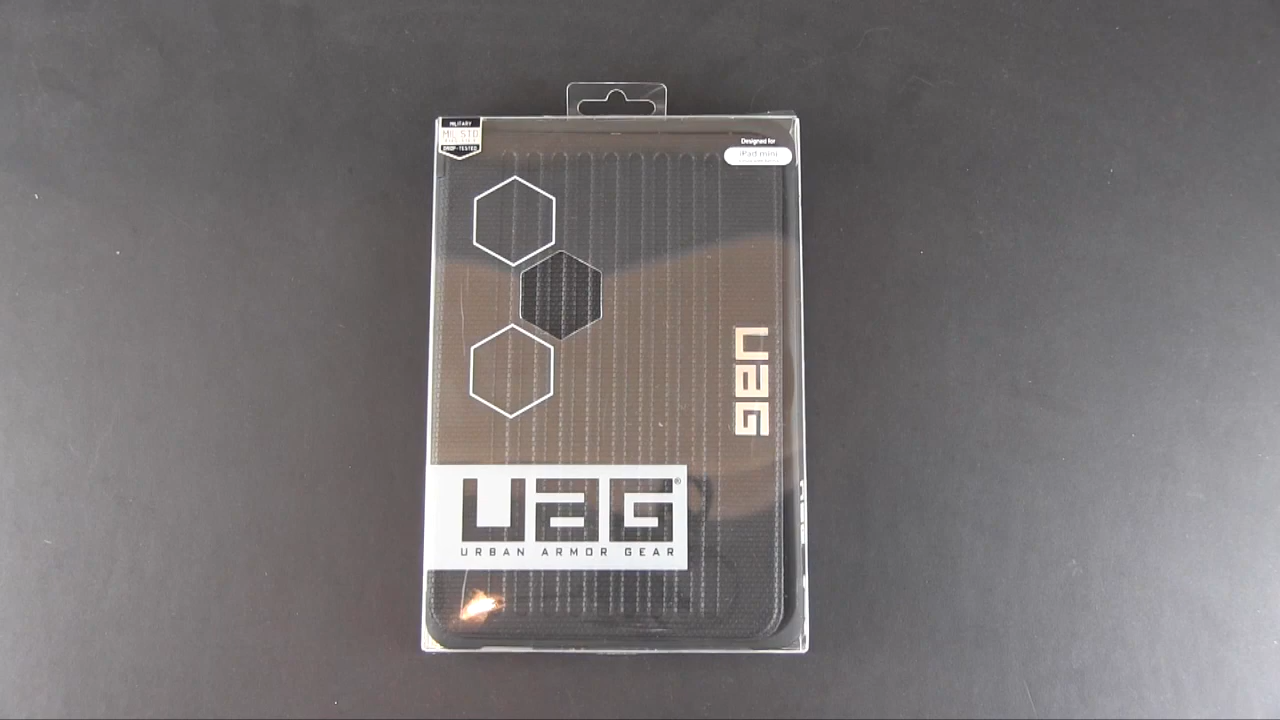 MILITARY
MIL STD
DROP-TESTED
Designed for
iPad mini
UAG
UAG®
URBAN ARMOR GEAR